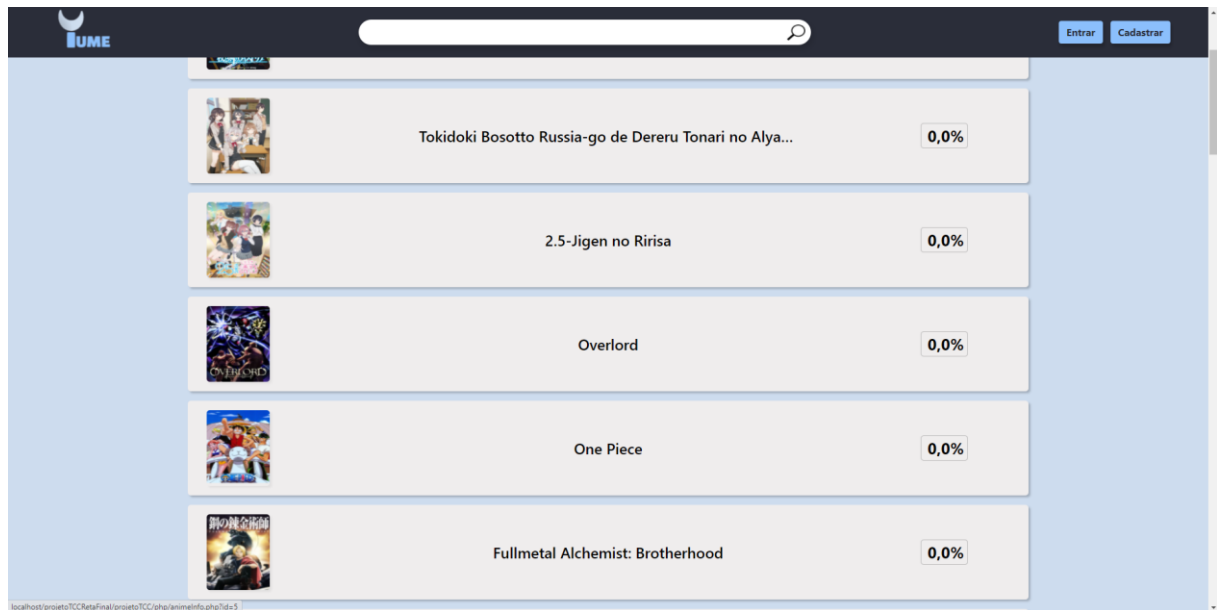 YUME
Entrar
Cadastrar
Tokidoki Bosotto Russia-go de Dereru Tonari no Alya...
0,0%
2.5-Jigen no Ririsa
0,0%
OVERLORD
Overlord
0,0%
One Piece
0,0%
鋼の錬金術師
Fullmetal Alchemist: Brotherhood
0,0%
localhost/projetoTCCRetaFinal/projetoTCC/php/animeInfo.php?id=5